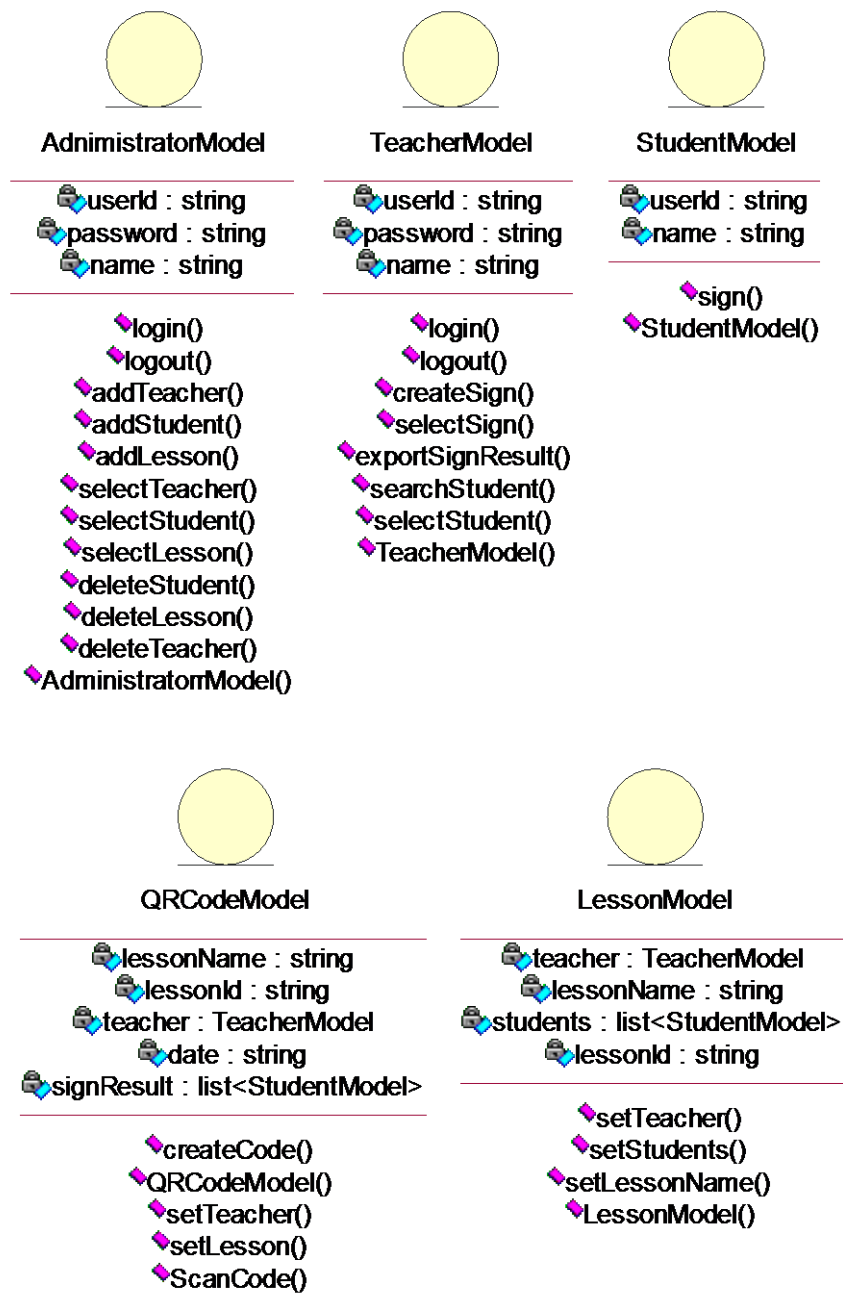 AdnimistratorModel
userId : string
password : string
name : string
login()
logout()
addTeacher()
addStudent()
addLesson()
selectTeacher()
selectStudent()
selectLesson()
deleteStudent()
deleteLesson()
deleteTeacher()
AdministratorrModel()
TeacherModel
userId : string
password : string
name : string
login()
logout()
createSign()
selectSign()
exportSignResult()
searchStudent()
selectStudent()
TeacherModel()
StudentModel
userId : string
name : string
sign()
StudentModel()
QRCodeModel
lessonName : string
lessonId : string
teacher : TeacherModel
date : string
signResult : list<StudentModel>
createCode()
QRCodeModel()
setTeacher()
setLesson()
ScanCode()
LessonModel
teacher : TeacherModel
lessonName : string
students : list<StudentModel>
lessonId : string
setTeacher()
setStudents()
setLessonName()
LessonModel()